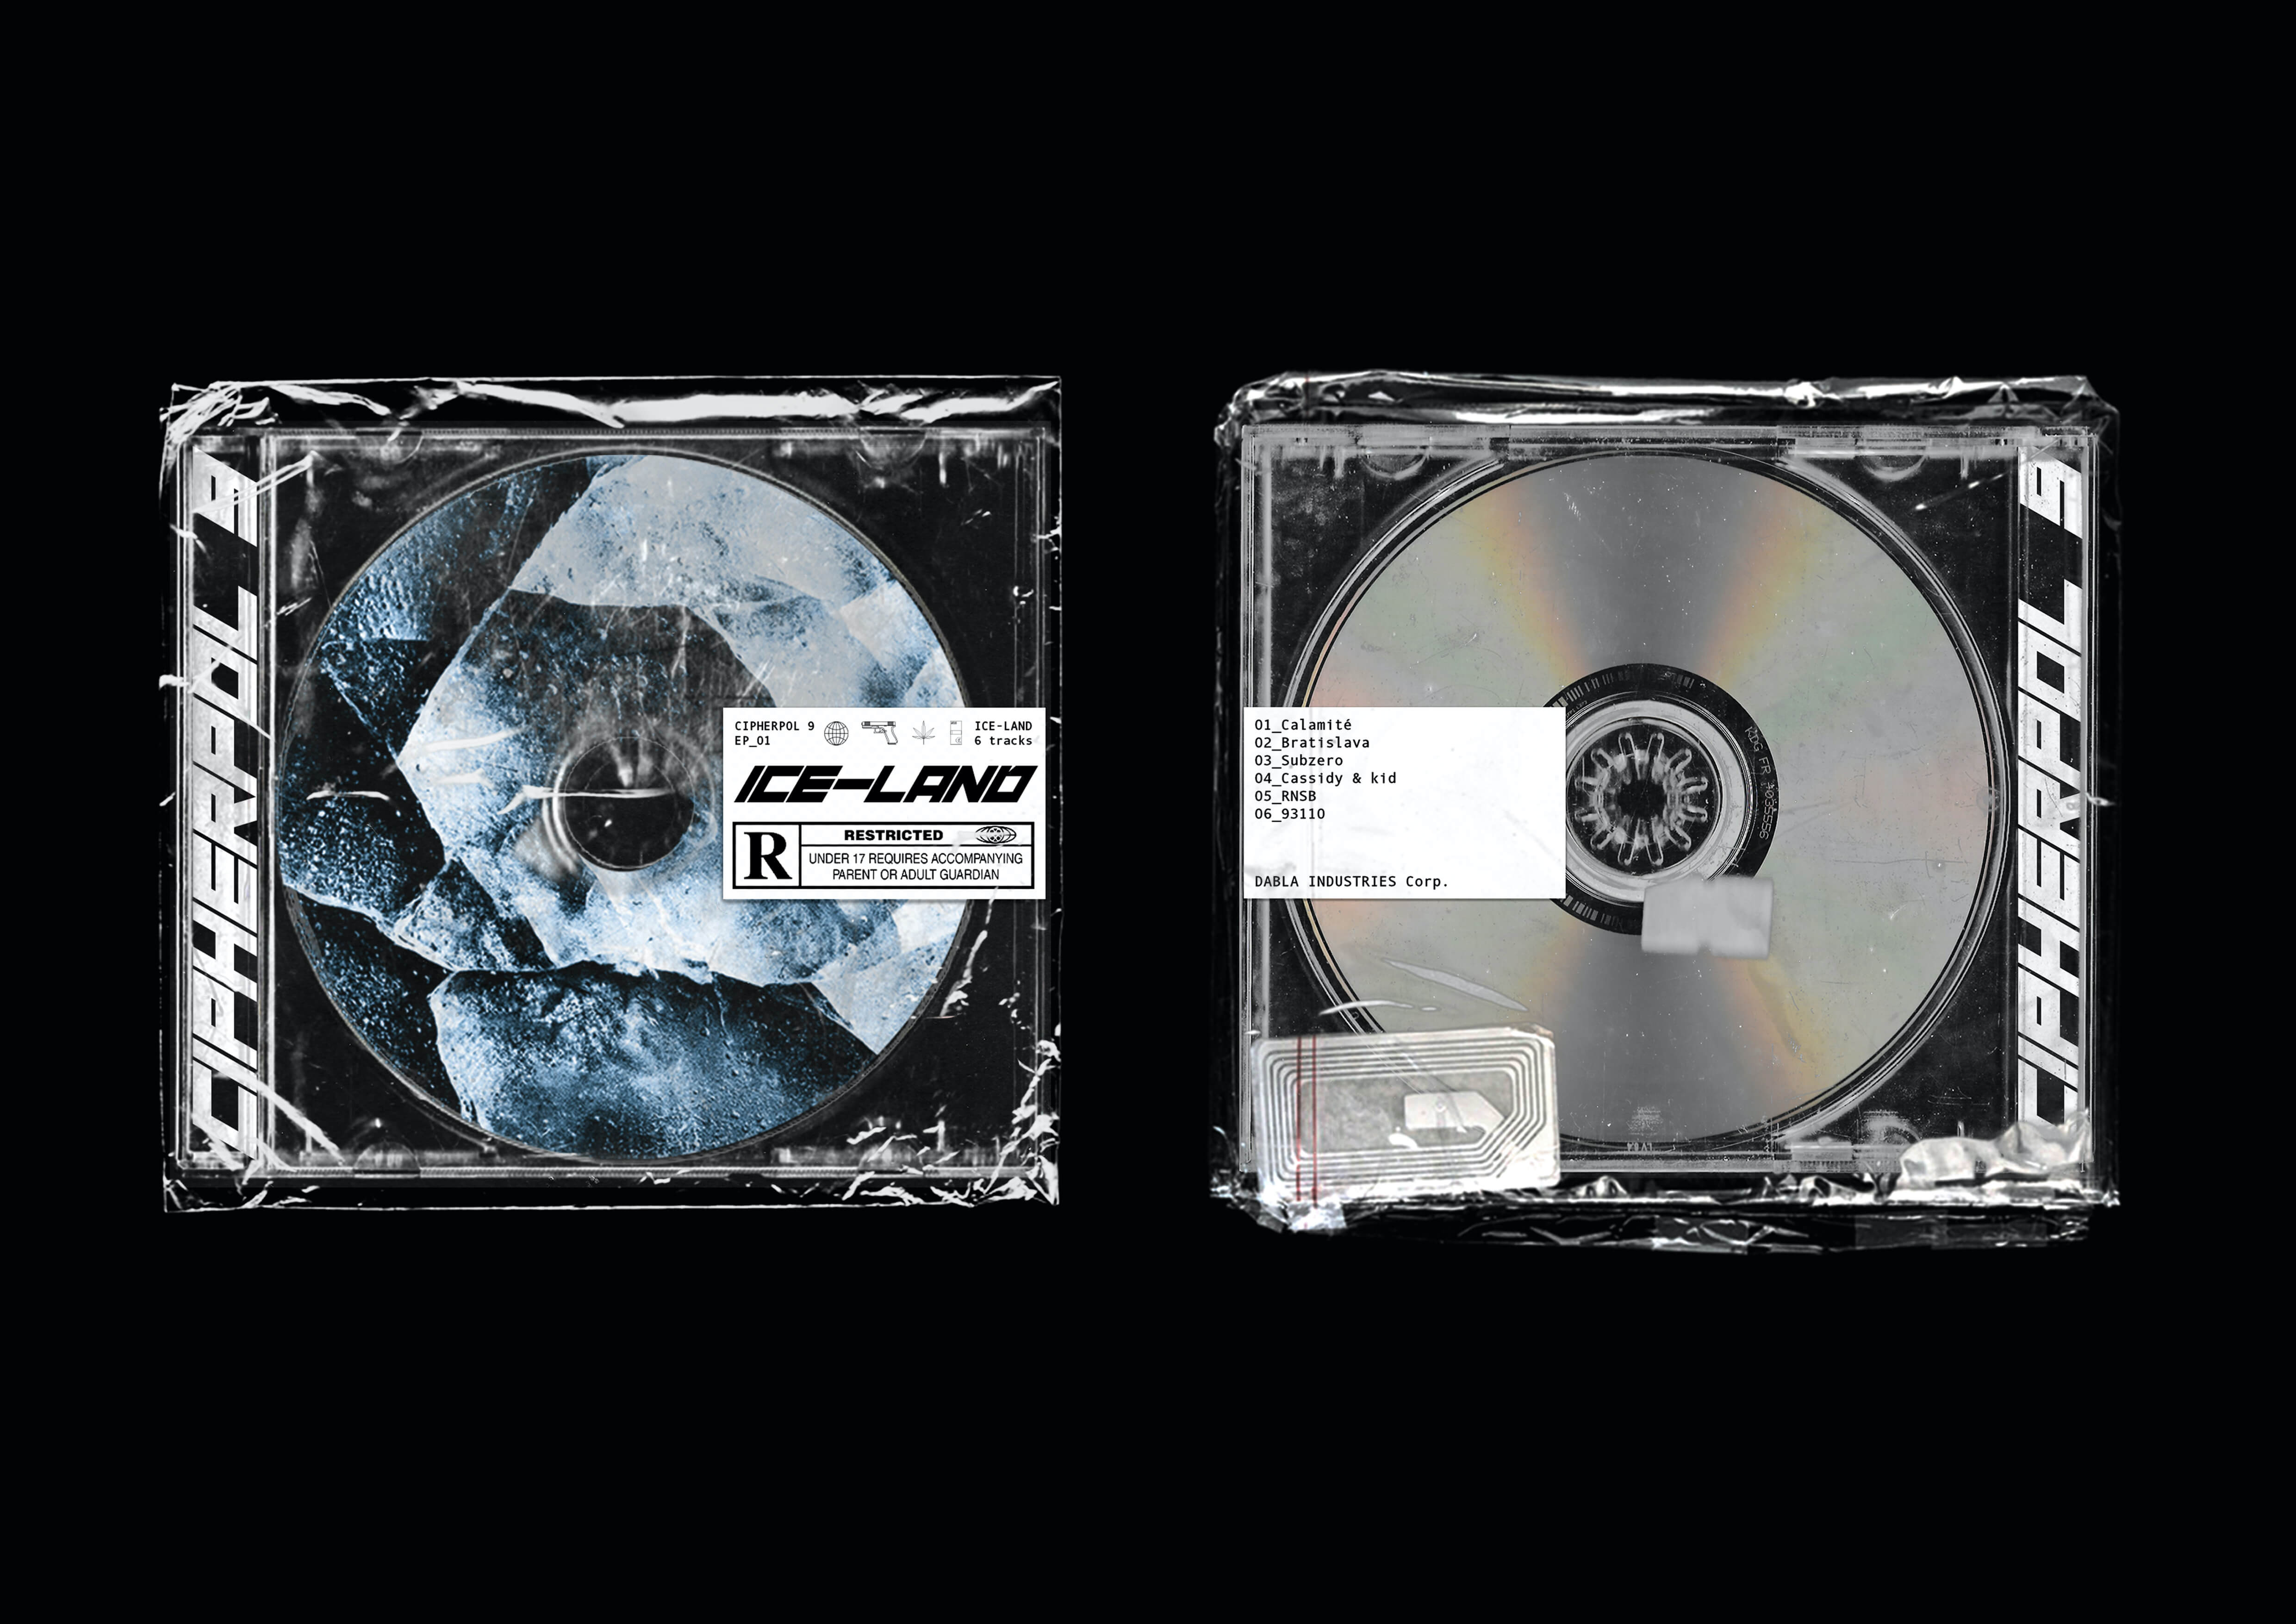 CIPHERPOL 9
CIPHERPOL 9
EP_01
ICE-LAND
6 tracks
ICE-LAND
R
RESTRICTED
UNDER 17 REQUIRES ACCOMPANYING
PARENT OR ADULT GUARDIAN
01_Calamité
02_Bratislava
03_Subzero
04_Cassidy & kid
05_RNSB
06_93110
DABLA INDUSTRIES Corp.
CIPHERPOL 9